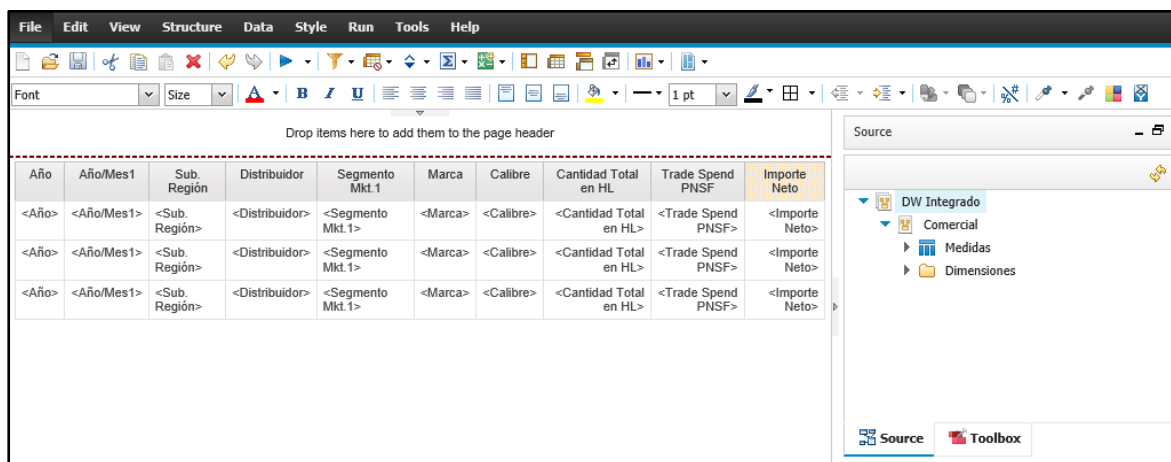 File Edit View Structure Data Style Run Tools Help
Font Size A B I U 1 pt
Drop items here to add them to the page header
Source
Año Año/Mes1 Sub. Región Distribuidor Segmento Mkt.1 Marca Calibre Cantidad Total en HL Trade Spend PNSF Importe Neto
<Año> <Año/Mes1> <Sub. Región> <Distribuidor> <Segmento Mkt.1> <Marca> <Calibre> <Cantidad Total en HL> <Trade Spend PNSF> <Importe Neto>
<Año> <Año/Mes1> <Sub. Región> <Distribuidor> <Segmento Mkt.1> <Marca> <Calibre> <Cantidad Total en HL> <Trade Spend PNSF> <Importe Neto>
<Año> <Año/Mes1> <Sub. Región> <Distribuidor> <Segmento Mkt.1> <Marca> <Calibre> <Cantidad Total en HL> <Trade Spend PNSF> <Importe Neto>
DW Integrado
Comercial
Medidas
Dimensiones
Source Toolbox